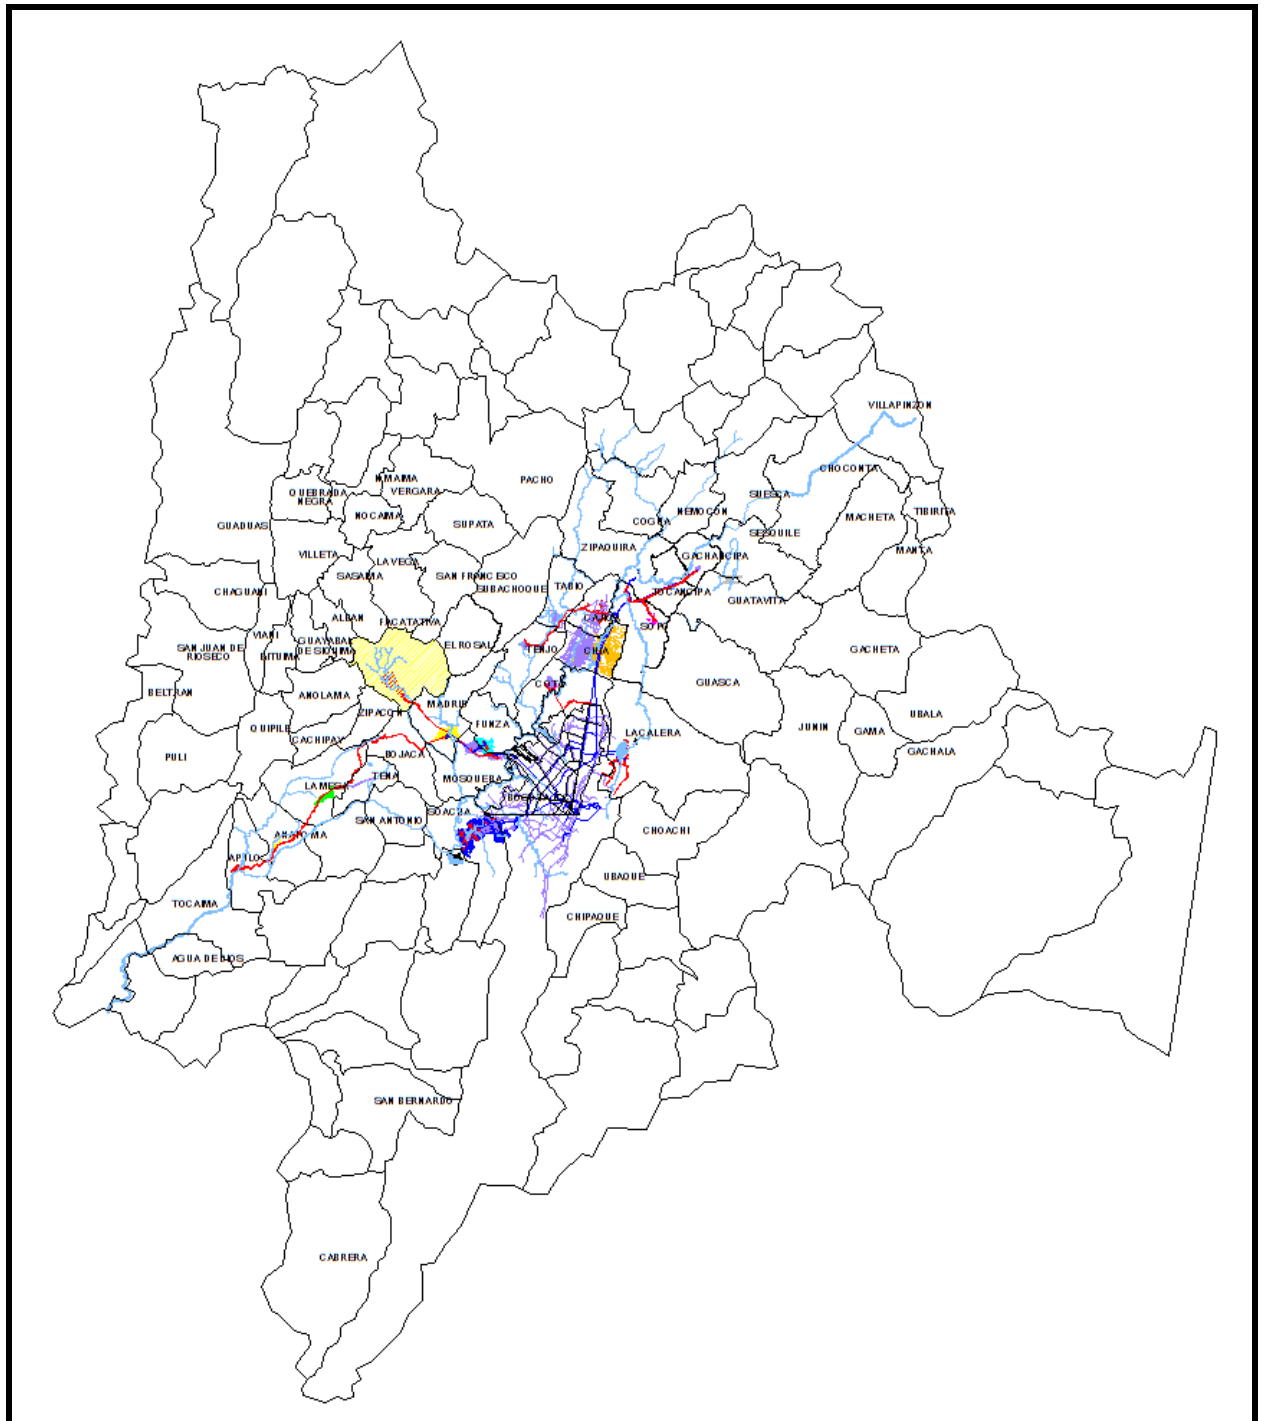 VILLAPINZON
CHOCONTA
PACHO
NIMAIMA
VERGARA
QUEBRADA
NEGRA
SUESCA
TIBIRITA
NOCAIMA
NEMOCON
MACHETA
COGUA
GUADUAS
SUPATA
SESQUILE
ZIPAQUIRA
MANTA
VILLETA
LA VEGA
GACHANCIPA
SASAIMA
SAN FRANCISCO
SUBACHOQUE
TABIO
CHAGUANI
TOCANCIPA
GUATAVITA
ALBAN
FACATATIVA
SOPO
VIANI
GUAYABAL
DE SIQUIMA
EL ROSAL
SAN JUAN DE
RIOSECO
BITUIMA
TENJO
CHIA
GACHETA
COTA
GUASCA
BELTRAN
ANOLAMA
MADRID
ZIPACON
UBALA
FUNZA
QUIPILE
JUNIN
GAMA
LA CALERA
CACHIPAY
GACHALA
PULI
BOJACA
TENA
MOSQUERA
LA MESA
SOACHA
SAN ANTONIO
CHOACHI
UBAQUE
TOCAIMA
CHIPAQUE
AGUA DE DIOS
SAN BERNARDO
CABRERA